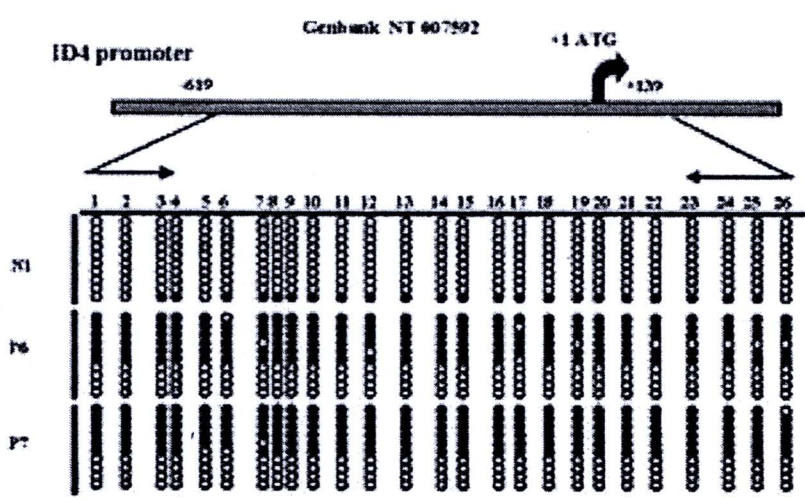 Genbank NT 007592
ID4 promoter
+1 ATG
-689
+139
1 2 3 4 5 6 7 8 9 10 11 12 13 14 15 16 17 18 19 20 21 22 23 24 25 26
N1
P6
P7